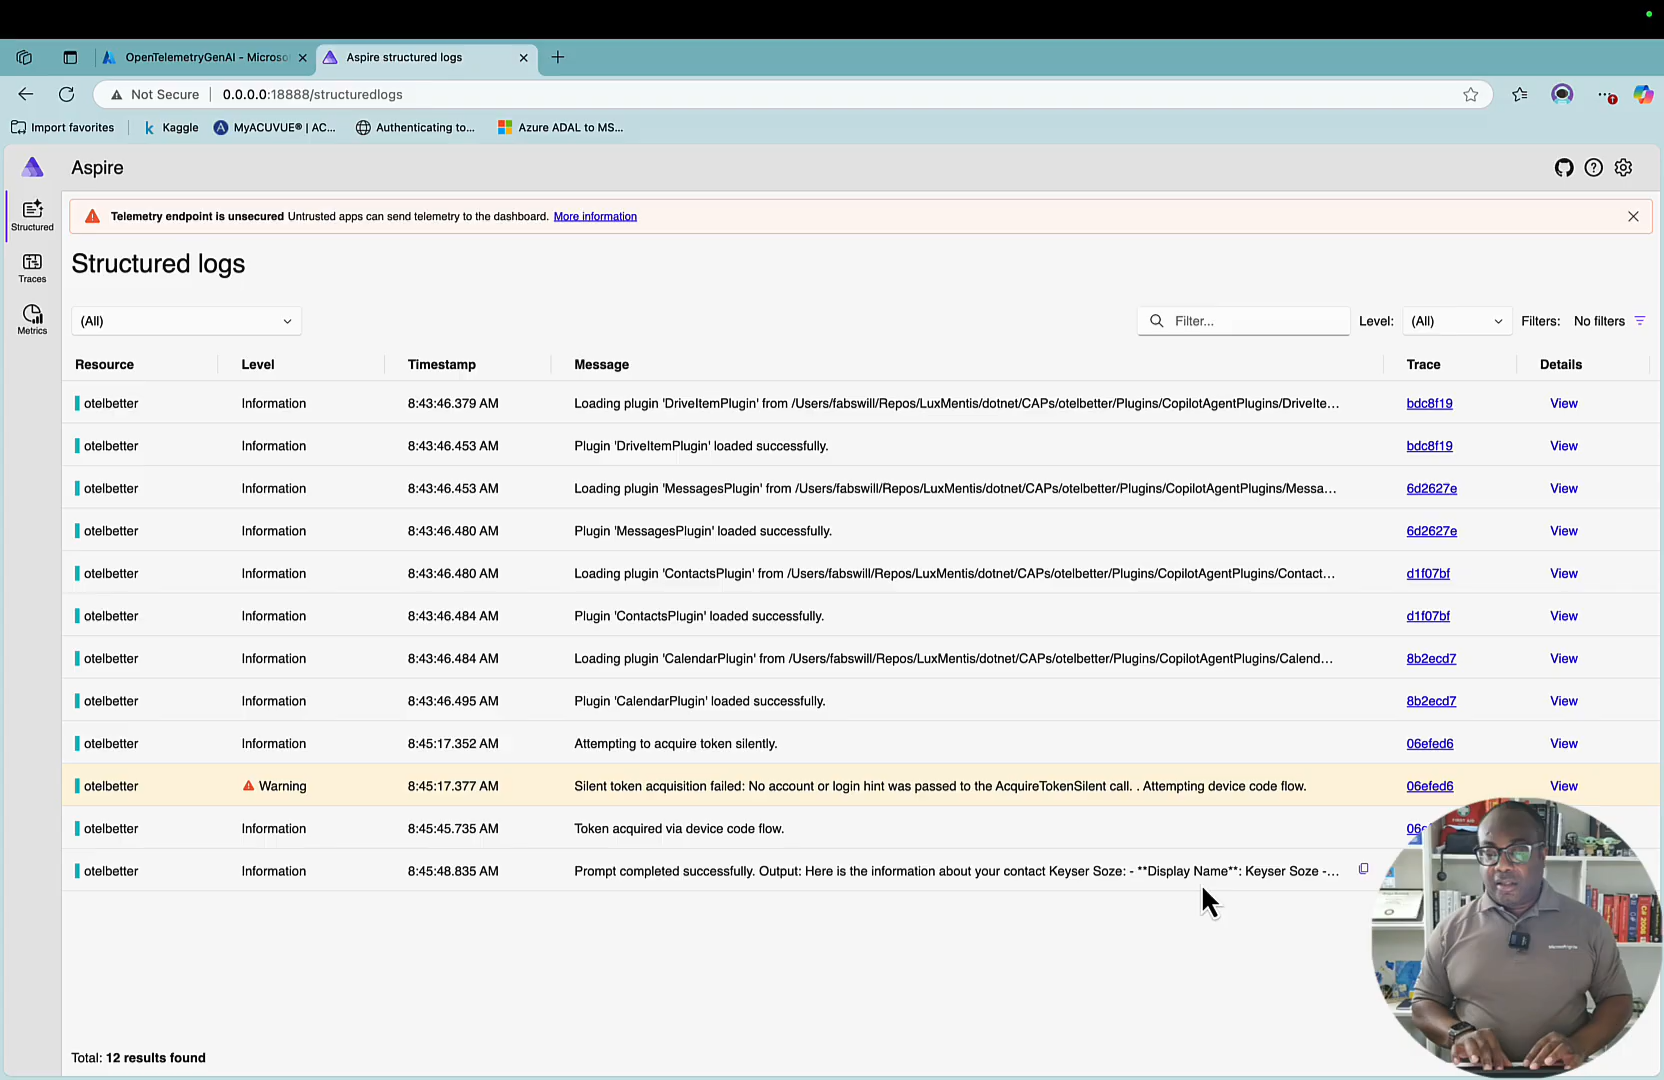 OpenTelemetryGenAI - Microso
Aspire structured logs
Not Secure
0.0.0.0:18888/structuredlogs
Import favorites
Kaggle
MyACUVUE® | AC...
Authenticating to...
Azure ADAL to MS...
Aspire
Structured
Traces
Metrics
Telemetry endpoint is unsecured Untrusted apps can send telemetry to the dashboard. More information
Structured logs
(All)
Filter...
Level: (All)
Filters: No filters
Resource Level Timestamp Message Trace Details
otelbetter Information 8:43:46.379 AM Loading plugin 'DriveItemPlugin' from /Users/fabswill/Repos/LuxMentis/dotnet/CAPs/otelbetter/Plugins/CopilotAgentPlugins/DriveIte... bdc8f19 View
otelbetter Information 8:43:46.453 AM Plugin 'DriveItemPlugin' loaded successfully. bdc8f19 View
otelbetter Information 8:43:46.453 AM Loading plugin 'MessagesPlugin' from /Users/fabswill/Repos/LuxMentis/dotnet/CAPs/otelbetter/Plugins/CopilotAgentPlugins/Messa... 6d2627e View
otelbetter Information 8:43:46.480 AM Plugin 'MessagesPlugin' loaded successfully. 6d2627e View
otelbetter Information 8:43:46.480 AM Loading plugin 'ContactsPlugin' from /Users/fabswill/Repos/LuxMentis/dotnet/CAPs/otelbetter/Plugins/CopilotAgentPlugins/Contact... d1f07bf View
otelbetter Information 8:43:46.484 AM Plugin 'ContactsPlugin' loaded successfully. d1f07bf View
otelbetter Information 8:43:46.484 AM Loading plugin 'CalendarPlugin' from /Users/fabswill/Repos/LuxMentis/dotnet/CAPs/otelbetter/Plugins/CopilotAgentPlugins/Calend... 8b2ecd7 View
otelbetter Information 8:43:46.495 AM Plugin 'CalendarPlugin' loaded successfully. 8b2ecd7 View
otelbetter Information 8:45:17.352 AM Attempting to acquire token silently. 06efed6 View
otelbetter Warning 8:45:17.377 AM Silent token acquisition failed: No account or login hint was passed to the AcquireTokenSilent call. . Attempting device code flow. 06efed6 View
otelbetter Information 8:45:45.735 AM Token acquired via device code flow.
otelbetter Information 8:45:48.835 AM Prompt completed successfully. Output: Here is the information about your contact Keyser Soze: - **Display Name**: Keyser Soze -...
Total: 12 results found